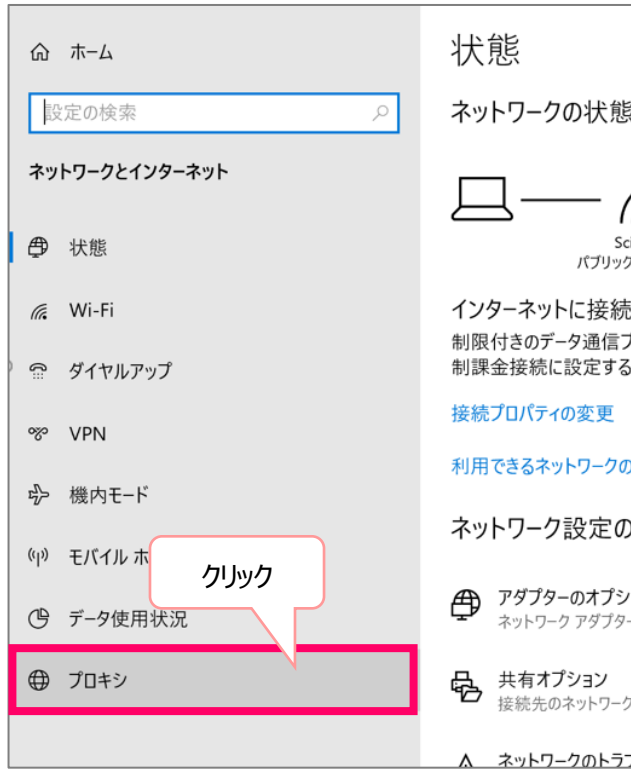 ホーム
設定の検索
ネットワークとインターネット
状態
Wi-Fi
ダイヤルアップ
VPN
機内モード
モバイル ホ
クリック
データ使用状況
プロキシ
状態
ネットワークの状態
Sci
パブリック
インターネットに接続
制限付きのデータ通信プ
制課金接続に設定する
接続プロパティの変更
利用できるネットワークの
ネットワーク設定の
アダプターのオプシ
ネットワーク アダプター
共有オプション
接続先のネットワーク
ネットワークのトラブ